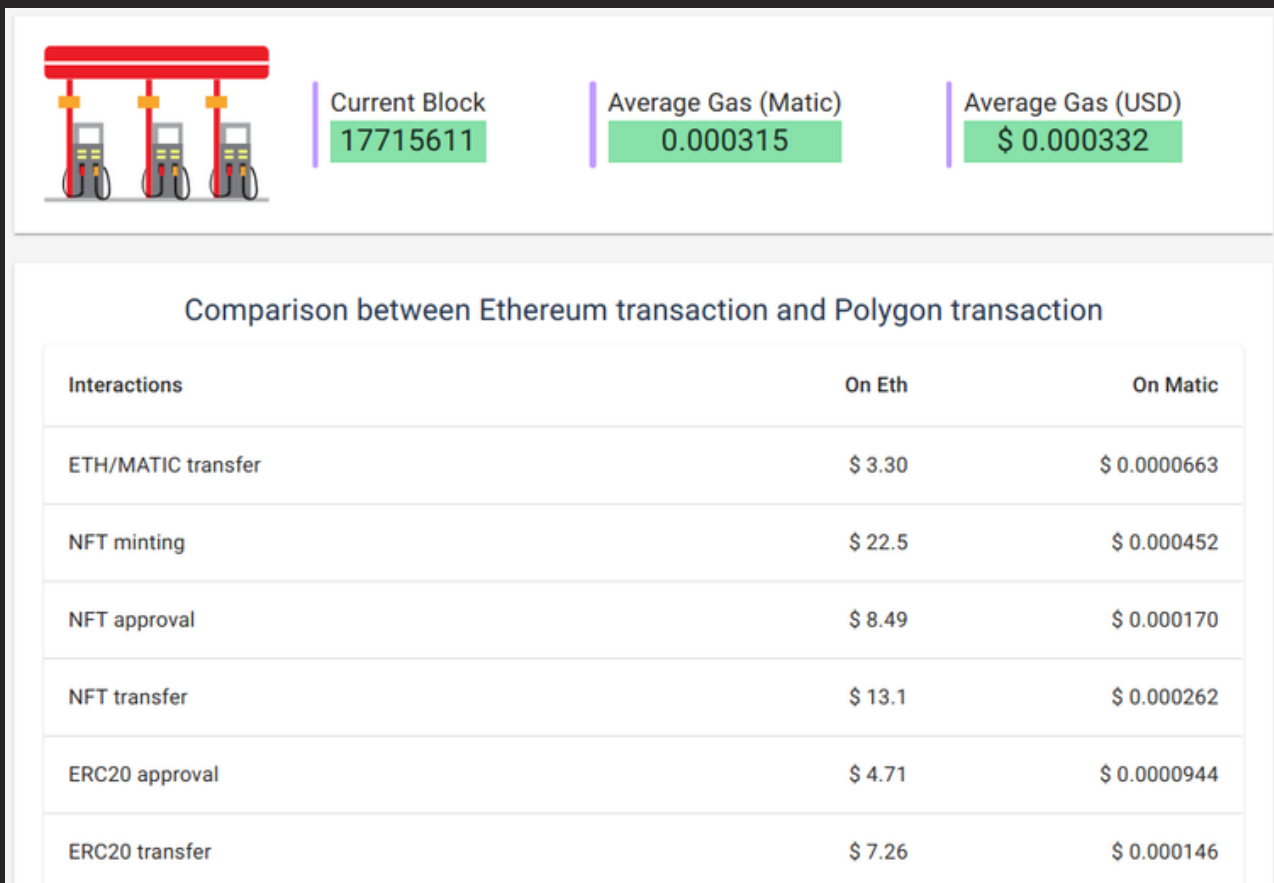 Current Block
17715611
Average Gas (Matic)
0.000315
Average Gas (USD)
$ 0.000332
Comparison between Ethereum transaction and Polygon transaction
Interactions On Eth On Matic
ETH/MATIC transfer $ 3.30 $ 0.0000663
NFT minting $ 22.5 $ 0.000452
NFT approval $ 8.49 $ 0.000170
NFT transfer $ 13.1 $ 0.000262
ERC20 approval $ 4.71 $ 0.0000944
ERC20 transfer $ 7.26 $ 0.000146